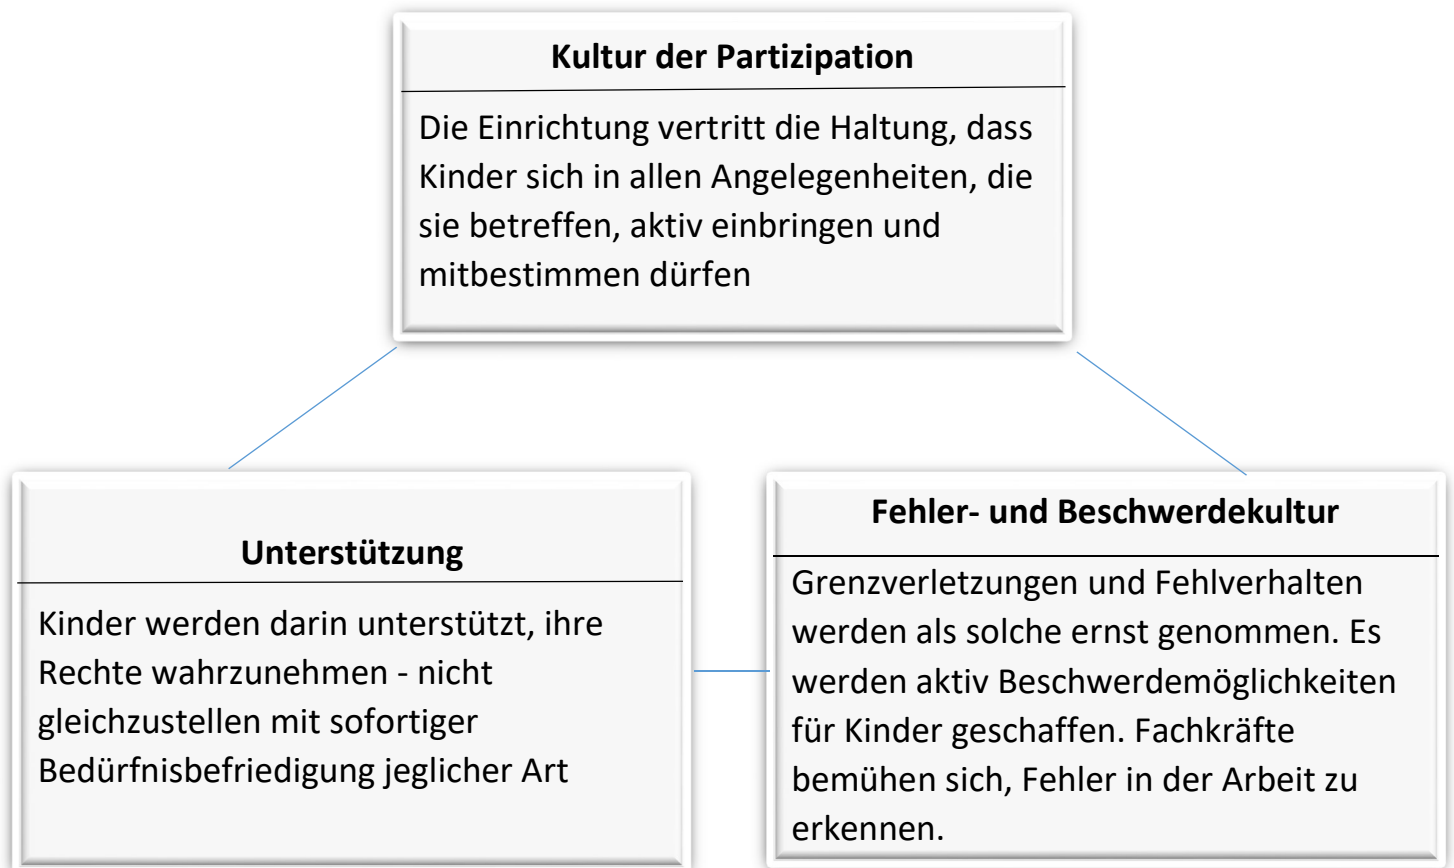 Kultur der Partizipation
Die Einrichtung vertritt die Haltung, dass
Kinder sich in allen Angelegenheiten, die
sie betreffen, aktiv einbringen und
mitbestimmen dürfen
Unterstützung
Kinder werden darin unterstützt, ihre
Rechte wahrzunehmen - nicht
gleichzustellen mit sofortiger
Bedürfnisbefriedigung jeglicher Art
Fehler- und Beschwerdekultur
Grenzverletzungen und Fehlverhalten
werden als solche ernst genommen. Es
werden aktiv Beschwerdemöglichkeiten
für Kinder geschaffen. Fachkräfte
bemühen sich, Fehler in der Arbeit zu
erkennen.